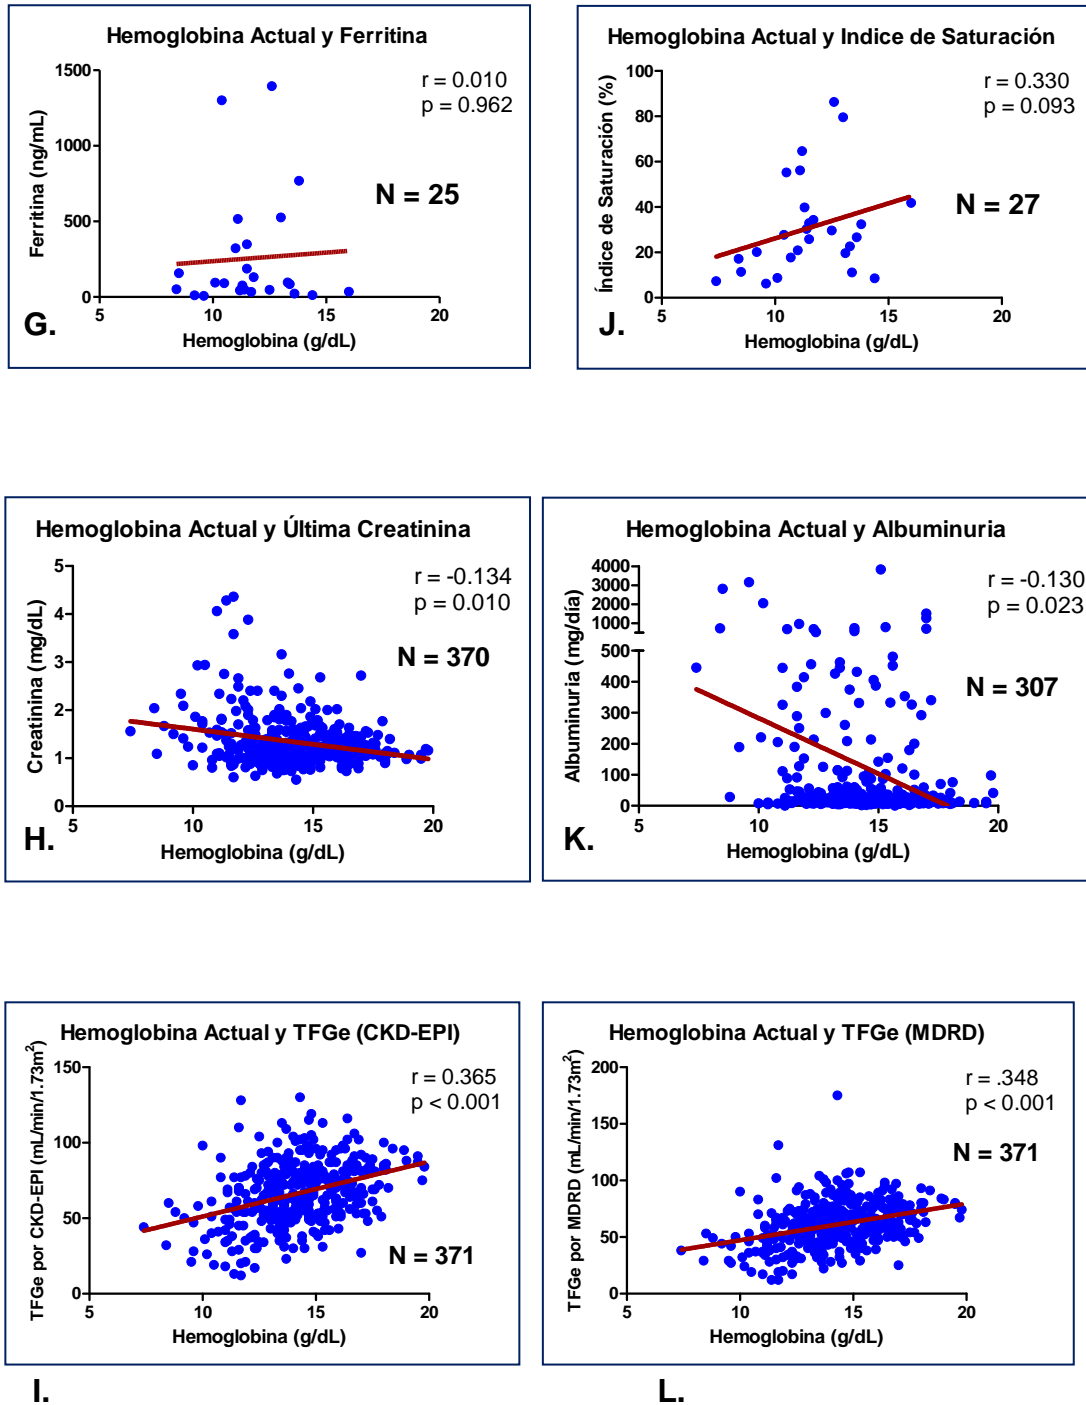 Hemoglobina Actual y Ferritina
r = 0.010
p = 0.962
N = 25
Ferritina (ng/mL)
1500
1000
500
0
5
10
15
20
Hemoglobina (g/dL)
G.
Hemoglobina Actual y Indice de Saturación
r = 0.330
p = 0.093
N = 27
Índice de Saturación (%)
100
80
60
40
20
0
5
10
15
20
Hemoglobina (g/dL)
J.
Hemoglobina Actual y Última Creatinina
r = -0.134
p = 0.010
N = 370
Creatinina (mg/dL)
5
4
3
2
1
0
5
10
15
20
Hemoglobina (g/dL)
H.
Hemoglobina Actual y Albuminuria
r = -0.130
p = 0.023
N = 307
Albuminuria (mg/día)
4000
3000
2000
1000
500
400
300
200
100
0
5
10
15
20
Hemoglobina (g/dL)
K.
Hemoglobina Actual y TFGe (CKD-EPI)
r = 0.365
p < 0.001
N = 371
TFGe por CKD-EPI (mL/min/1.73m²)
150
100
50
0
5
10
15
20
Hemoglobina (g/dL)
I.
Hemoglobina Actual y TFGe (MDRD)
r = .348
p < 0.001
N = 371
TFGe por MDRD (mL/min/1.73m²)
200
150
100
50
0
5
10
15
20
Hemoglobina (g/dL)
L.